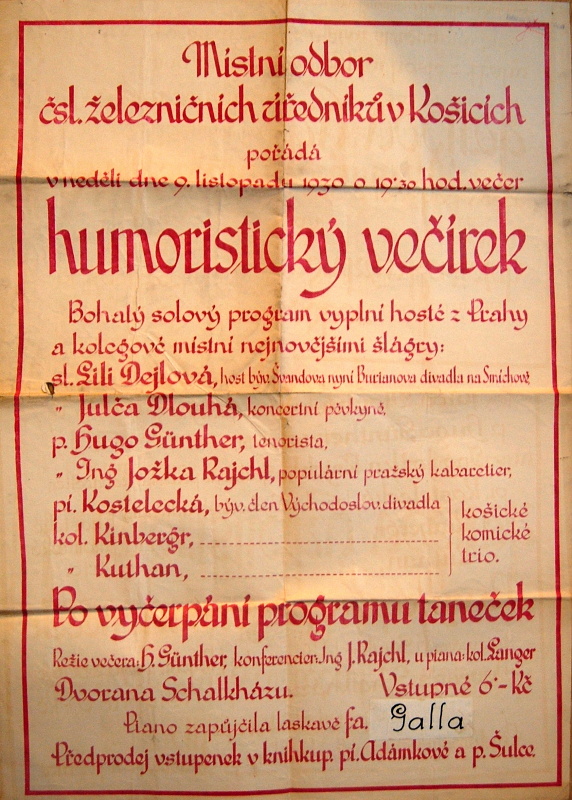 Místní odbor
čsl. železničních úředníků v Košicích
pořádá
v neděli dne 9. listopadu 1930 o 19·30 hod. večer
humoristický večírek
Bohatý solový program vyplní hosté z Prahy
a kolegové místní nejnovějšími šlágry:
sl. Lili Dejlová, host býv. Švandova nyní Burianova divadla na Smíchově,
" Julča Dlouhá, koncertní pěvkyně,
p. Hugo Günther, tenorista,
" Ing Jožka Rajchl, populární pražský kabaretier,
pí. Kostelecká, býv. člen Východoslov. divadla
kol. Kinbergr,
" Kuthan,
košické
komické
trio.
Po vyčerpání programu taneček
Režie večera: H. Günther, konferencier: Ing J. Rajchl, u piana: kol. Langer
Dvorana Schalkházu. Vstupné 6·- Kč
Piano zapůjčila laskavě fa. Galla
Předprodej vstupenek v knihkup. pí. Adámkové a p. Šulce.